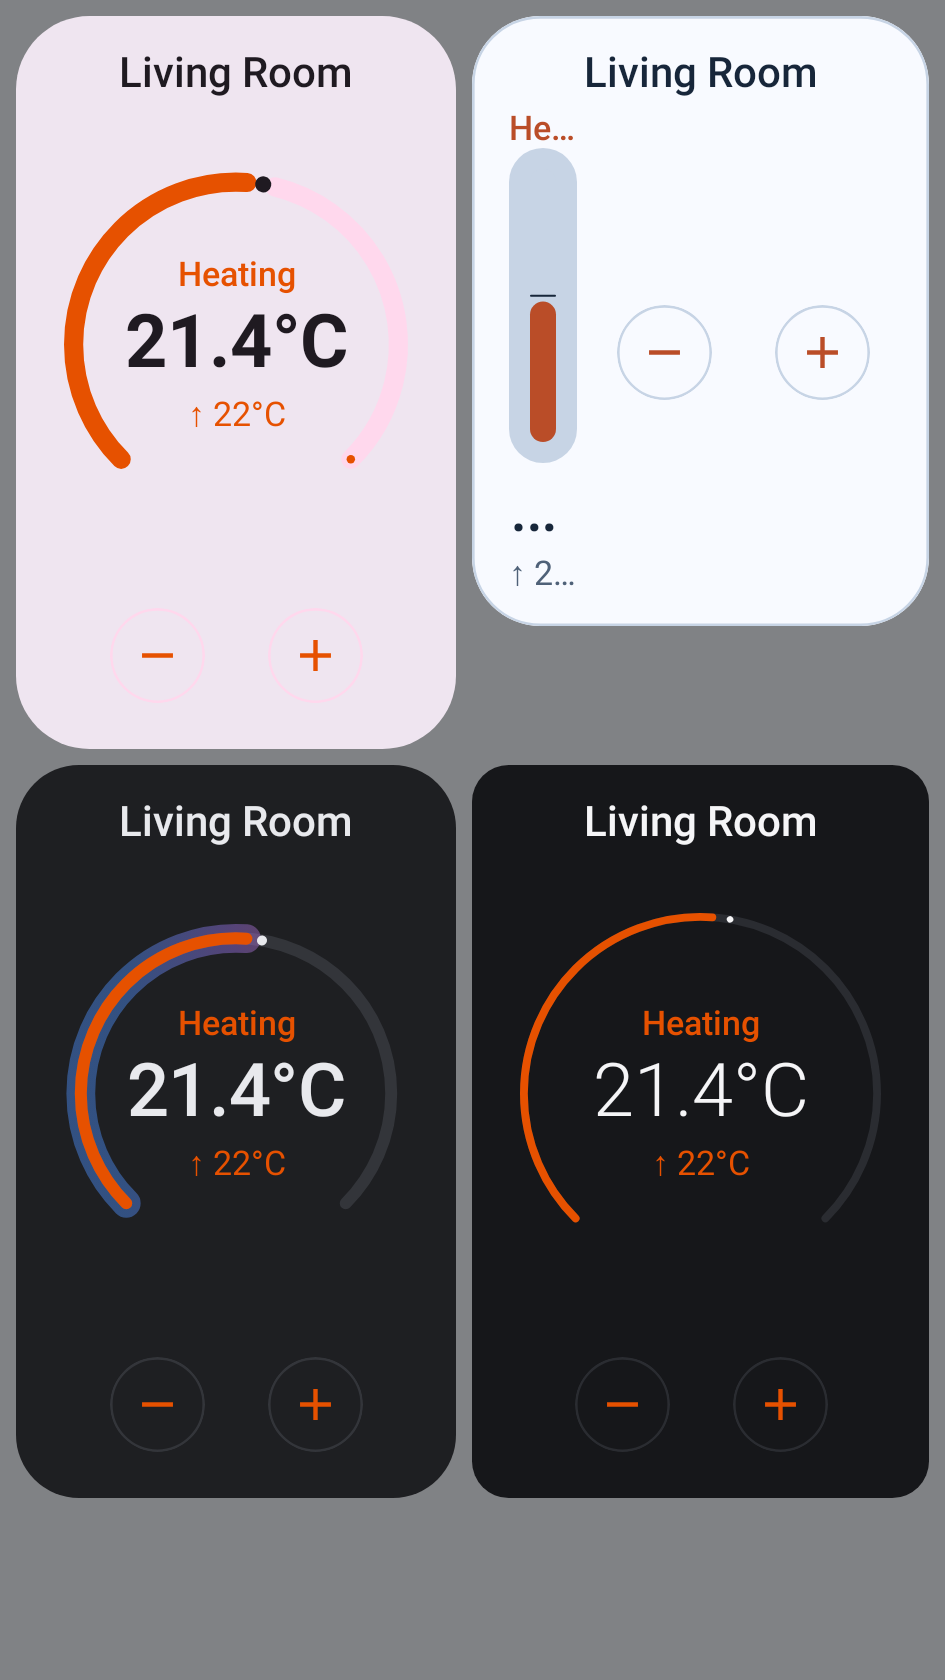 Living Room
Heating
21.4°C
↑ 22°C
Living Room
He...
...
↑ 2...
Living Room
Heating
21.4°C
↑ 22°C
Living Room
Heating
21.4°C
↑ 22°C